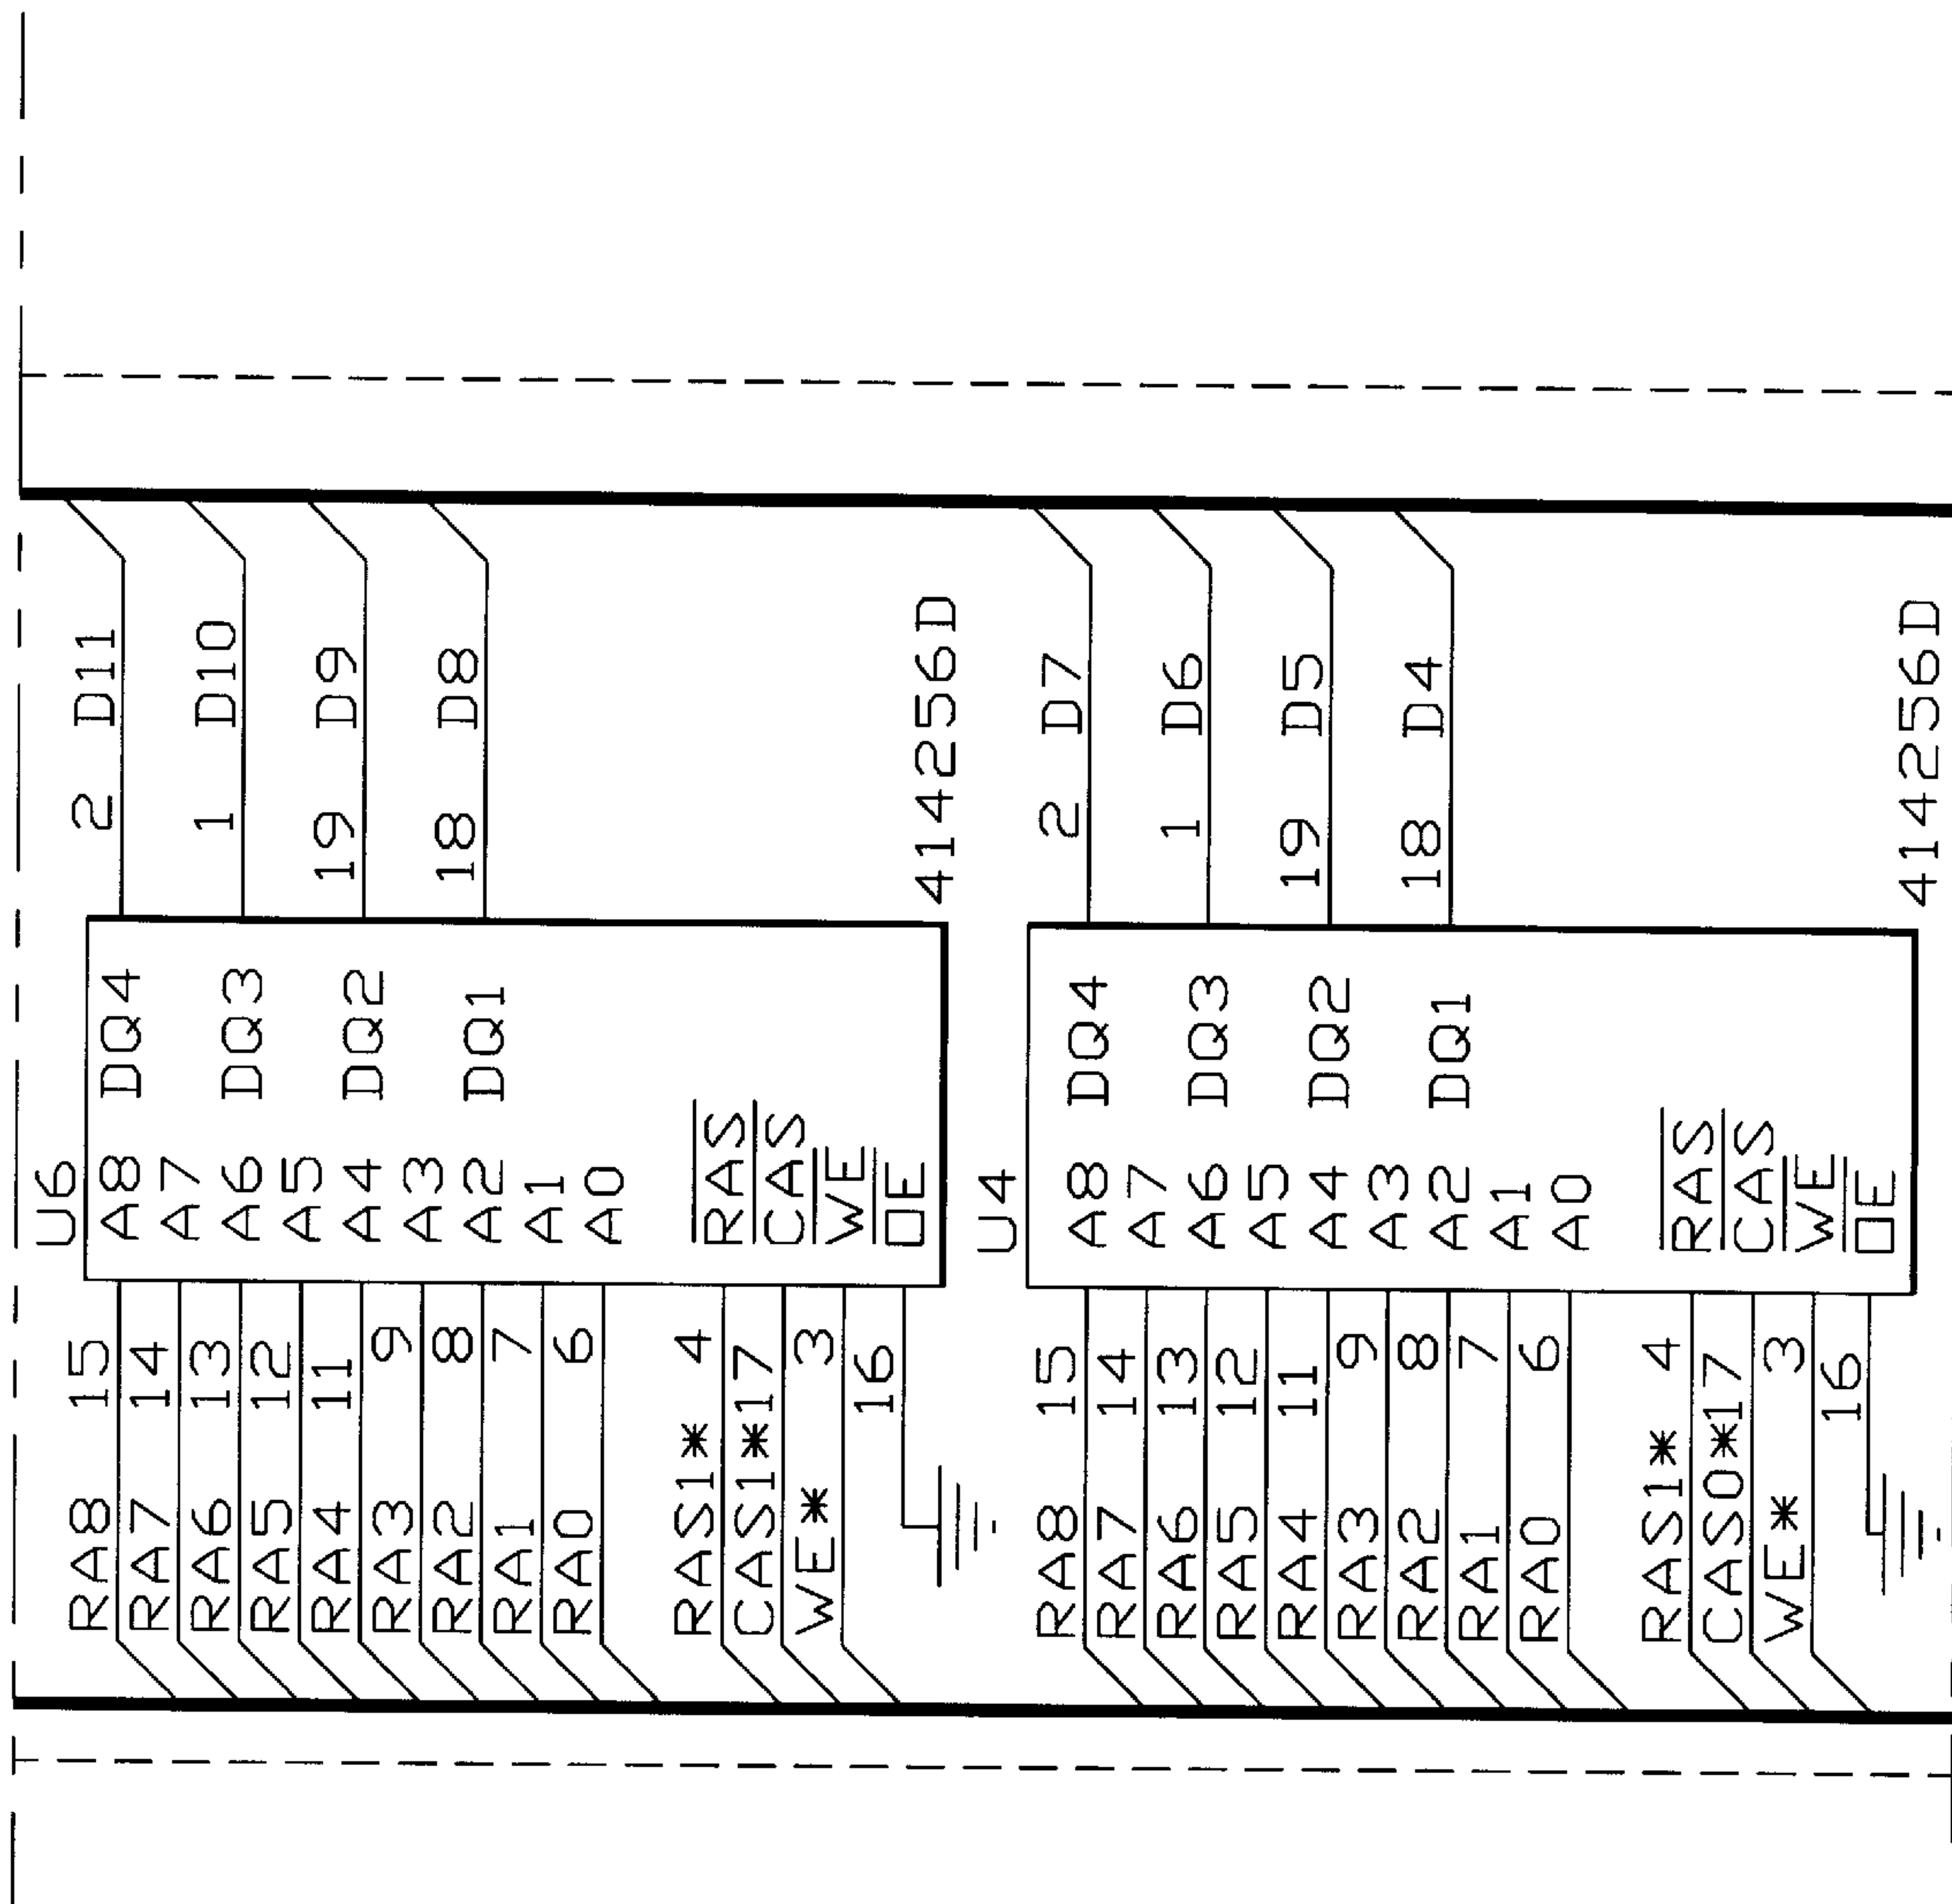 U6
RA8 15 A8 DQ4 2 D11
RA7 14 A7
RA6 13 A6 DQ3 1 D10
RA5 12 A5
RA4 11 A4 DQ2 19 D9
RA3 9 A3
RA2 8 A2 DQ1 18 D8
RA1 7 A1
RA0 6 A0
RAS1* 4 RAS
CAS1*17 CAS
WE* 3 WE
16 OE
414256D
U4
RA8 15 A8 DQ4 2 D7
RA7 14 A7
RA6 13 A6 DQ3 1 D6
RA5 12 A5
RA4 11 A4 DQ2 19 D5
RA3 9 A3
RA2 8 A2 DQ1 18 D4
RA1 7 A1
RA0 6 A0
RAS1* 4 RAS
CAS0*17 CAS
WE* 3 WE
16 OE
414256D